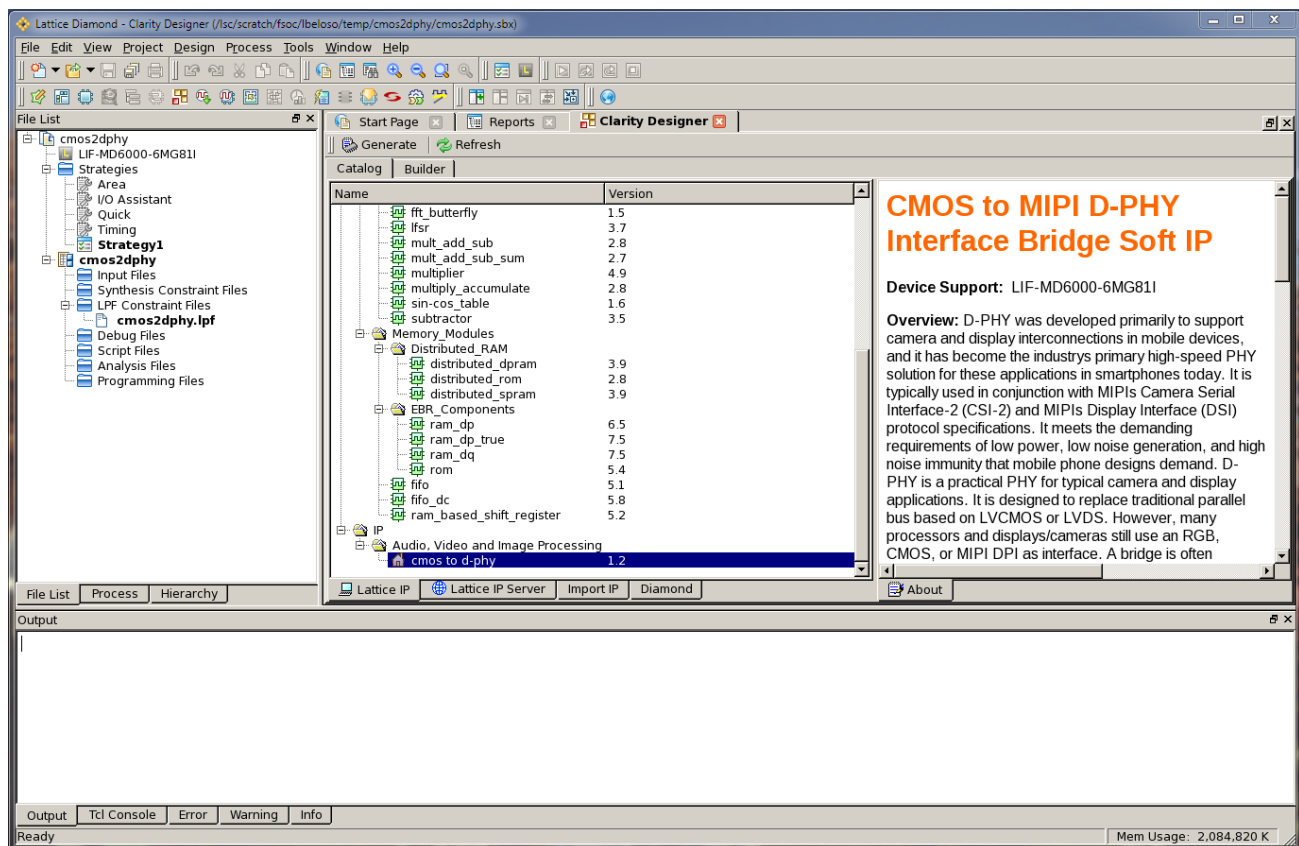 Lattice Diamond - Clarity Designer (/lsc/scratch/fsoc/lbeloso/temp/cmos2dphy/cmos2dphy.sbx)
File Edit View Project Design Process Tools Window Help
File List
cmos2dphy
LIF-MD6000-6MG81I
Strategies
Area
I/O Assistant
Quick
Timing
Strategy1
cmos2dphy
Input Files
Synthesis Constraint Files
LPF Constraint Files
cmos2dphy.lpf
Debug Files
Script Files
Analysis Files
Programming Files
File List Process Hierarchy
Start Page Reports Clarity Designer
Generate Refresh
Catalog Builder
Name Version
fft_butterfly 1.5
lfsr 3.7
mult_add_sub 2.8
mult_add_sub_sum 2.7
multiplier 4.9
multiply_accumulate 2.8
sin-cos_table 1.6
subtractor 3.5
Memory_Modules
Distributed_RAM
distributed_dpram 3.9
distributed_rom 2.8
distributed_spram 3.9
EBR_Components
ram_dp 6.5
ram_dp_true 7.5
ram_dq 7.5
rom 5.4
fifo 5.1
fifo_dc 5.8
ram_based_shift_register 5.2
IP
Audio, Video and Image Processing
cmos to d-phy 1.2
Lattice IP Lattice IP Server Import IP Diamond
CMOS to MIPI D-PHY
Interface Bridge Soft IP
Device Support: LIF-MD6000-6MG81I
Overview: D-PHY was developed primarily to support
camera and display interconnections in mobile devices,
and it has become the industrys primary high-speed PHY
solution for these applications in smartphones today. It is
typically used in conjunction with MIPIs Camera Serial
Interface-2 (CSI-2) and MIPIs Display Interface (DSI)
protocol specifications. It meets the demanding
requirements of low power, low noise generation, and high
noise immunity that mobile phone designs demand. D-
PHY is a practical PHY for typical camera and display
applications. It is designed to replace traditional parallel
bus based on LVCMOS or LVDS. However, many
processors and displays/cameras still use an RGB,
CMOS, or MIPI DPI as interface. A bridge is often
About
Output
Output Tcl Console Error Warning Info
Ready
Mem Usage: 2,084,820 K